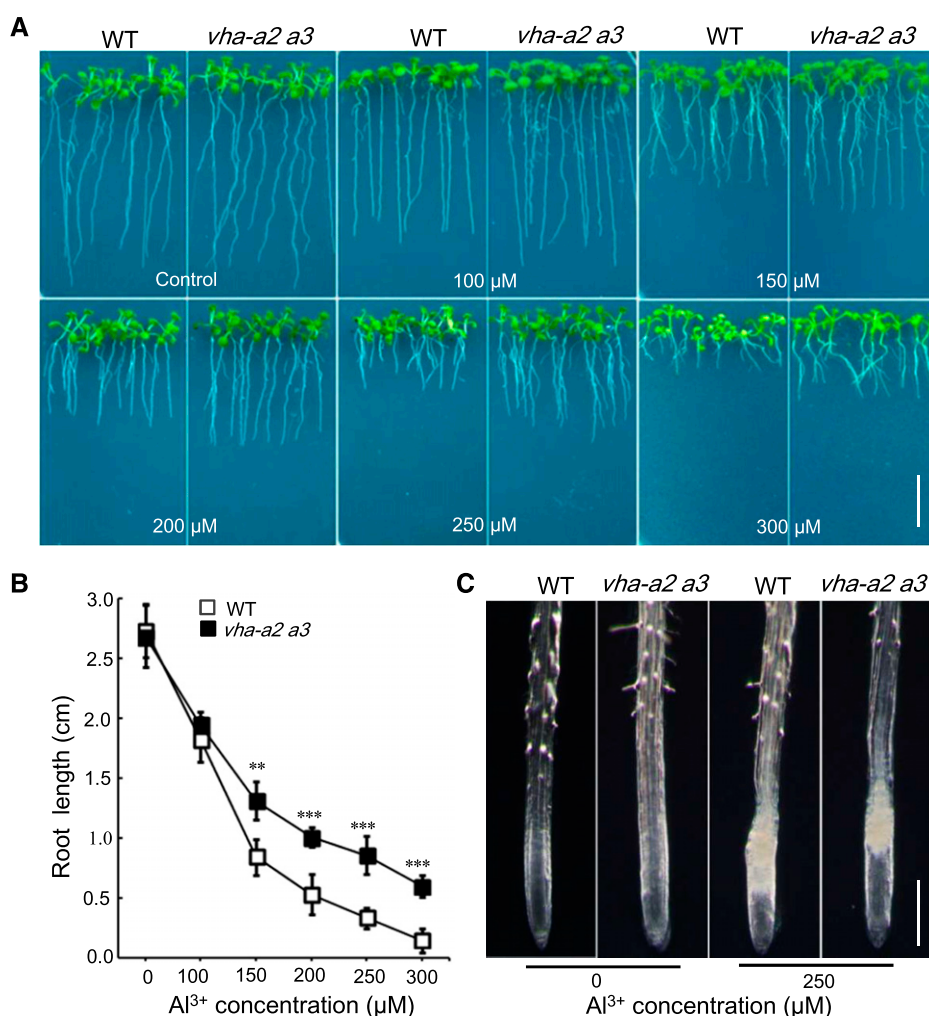 A
WT vha-a2 a3 WT vha-a2 a3 WT vha-a2 a3
Control 100 µM 150 µM
200 µM 250 µM 300 µM
B
3.0
2.5
2.0
1.5
1.0
0.5
0.0
Root length (cm)
WT
vha-a2 a3
**
***
***
***
0 100 150 200 250 300
Al³⁺ concentration (µM)
C
WT vha-a2 a3 WT vha-a2 a3
0 250
Al³⁺ concentration (µM)